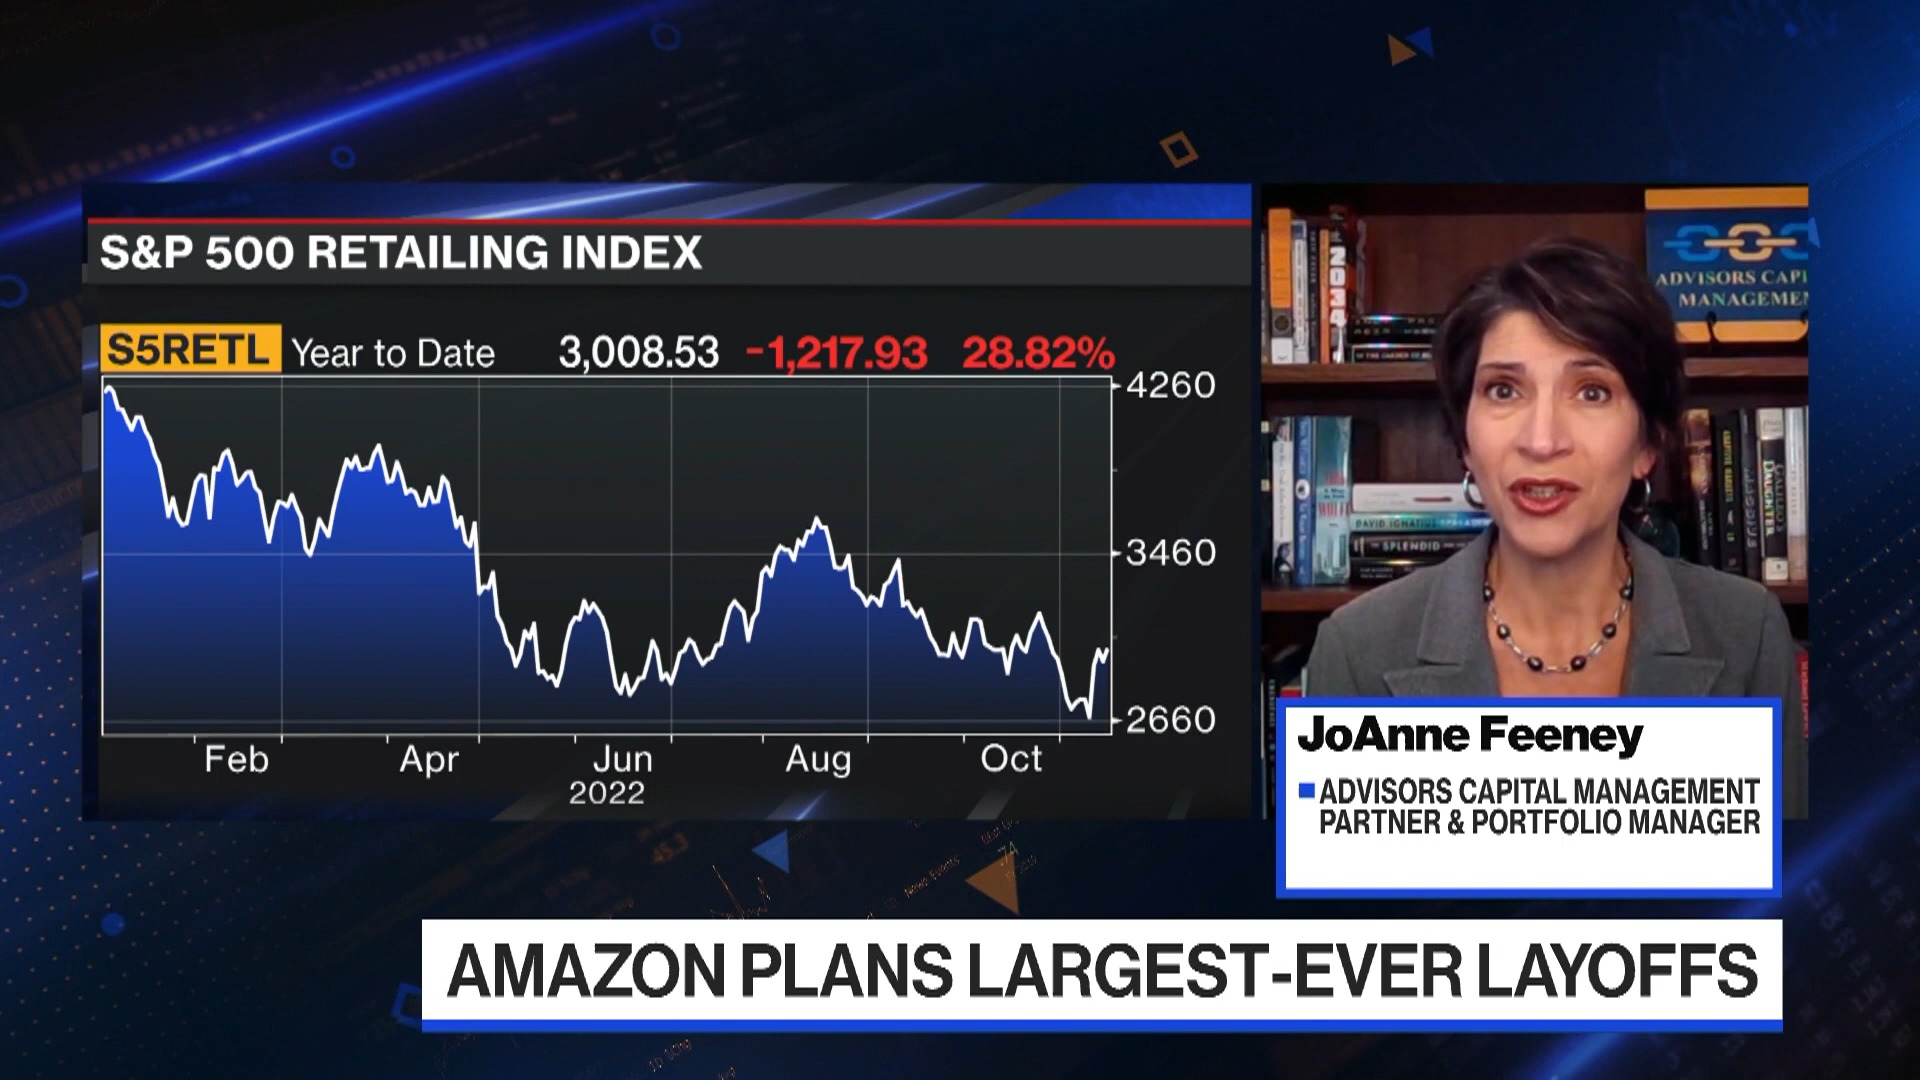 S&P 500 RETAILING INDEX
S5RETL Year to Date 3,008.53 -1,217.93 28.82%
4260
3460
2660
Feb Apr Jun Aug Oct
2022
ADVISORS CAPI
MANAGEMEN
NOMA
DAVID IGNATIUS
SPLENDID
DAUGHTER
JoAnne Feeney
ADVISORS CAPITAL MANAGEMENT
PARTNER & PORTFOLIO MANAGER
AMAZON PLANS LARGEST-EVER LAYOFFS